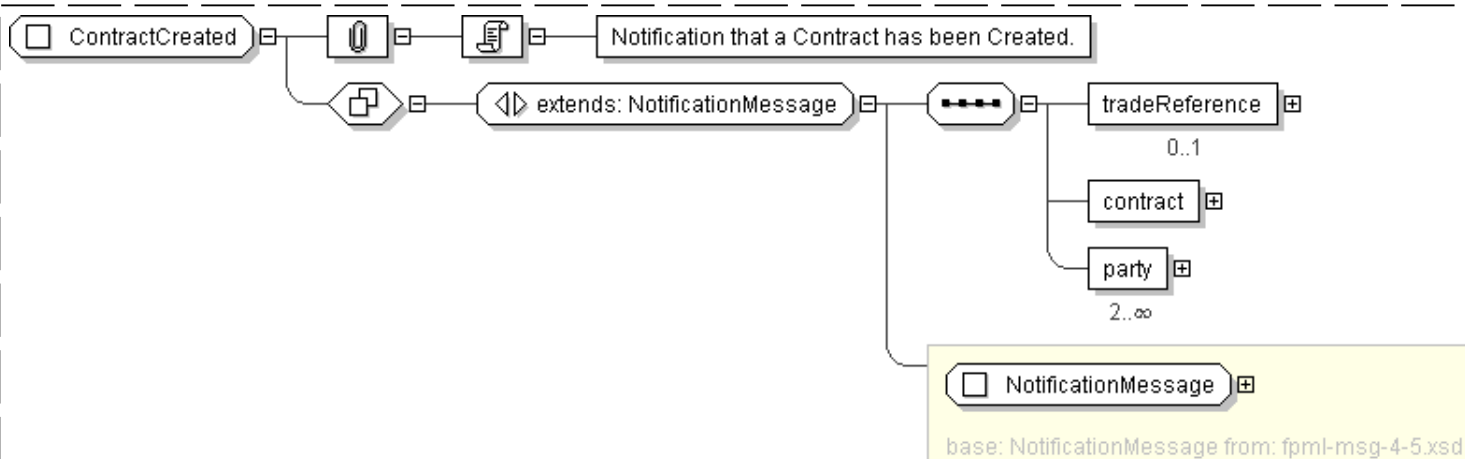 ContractCreated
Notification that a Contract has been Created.
extends: NotificationMessage
tradeReference
0..1
contract
party
2..∞
NotificationMessage
base: NotificationMessage from: fpml-msg-4-5.xsd